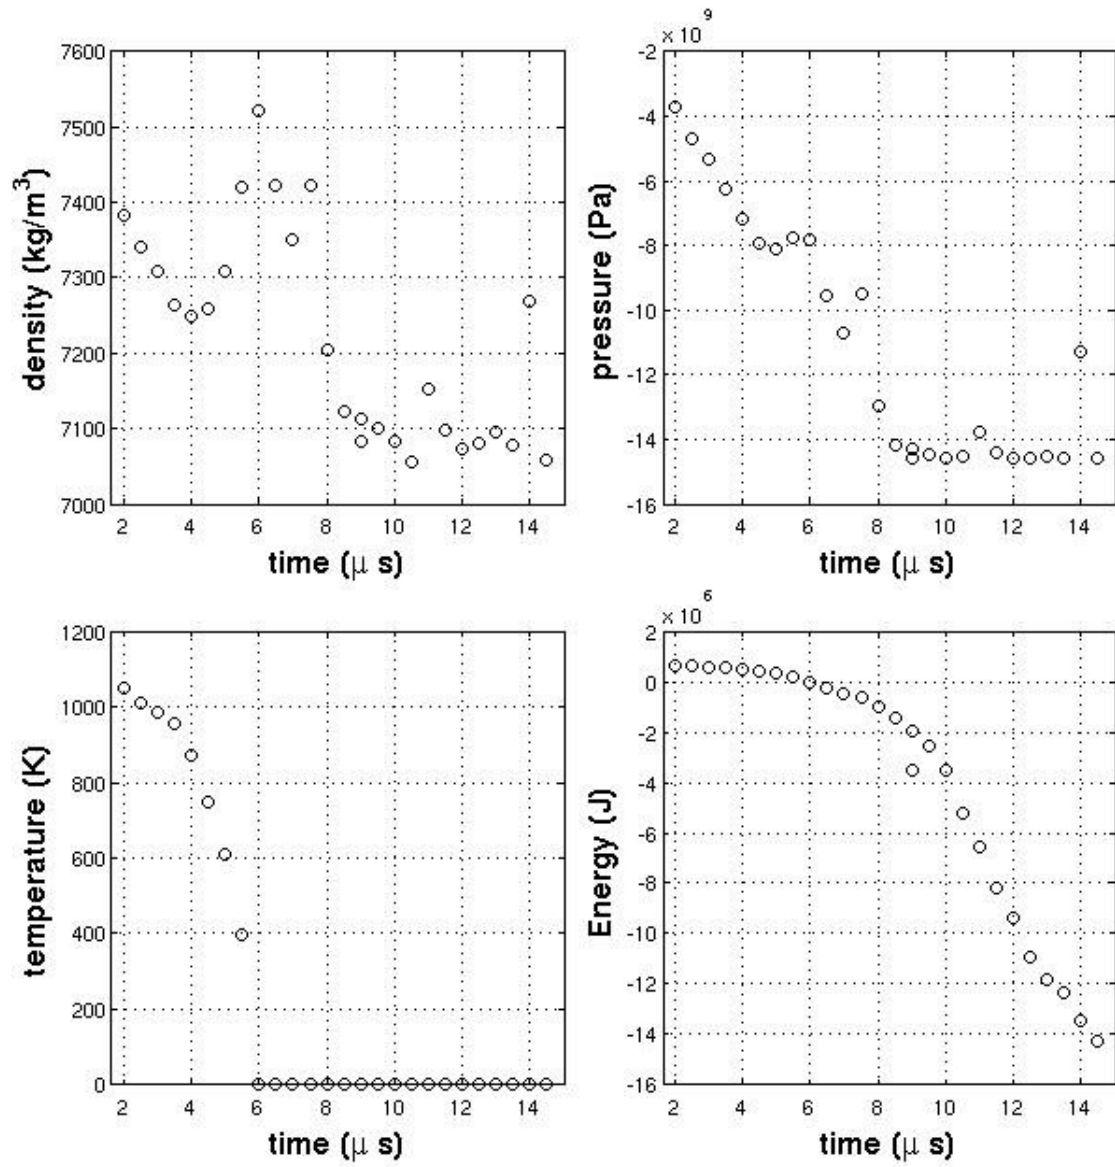 7600
7500
7400
7300
7200
7100
7000
2 4 6 8 10 12 14
density (kg/m³)
time (μ s)
× 10⁹
-2
-4
-6
-8
-10
-12
-14
-16
2 4 6 8 10 12 14
pressure (Pa)
time (μ s)
1200
1000
800
600
400
200
0
2 4 6 8 10 12 14
temperature (K)
time (μ s)
× 10⁶
2
0
-2
-4
-6
-8
-10
-12
-14
-16
2 4 6 8 10 12 14
Energy (J)
time (μ s)